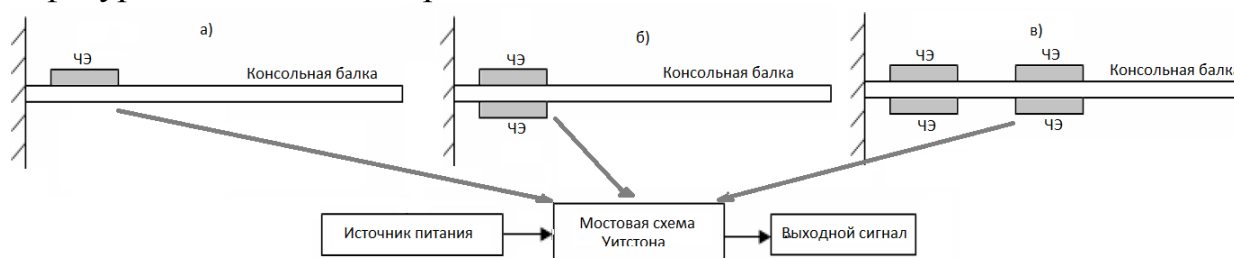 а)
б)
в)
ЧЭ
Консольная балка
ЧЭ
Консольная балка
ЧЭ
ЧЭ
ЧЭ
Консольная балка
ЧЭ
ЧЭ
Источник питания
Мостовая схема
Уитстона
Выходной сигнал